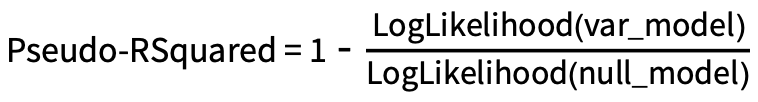 Pseudo-RSquared = 1 - LogLikelihood(var_model)
LogLikelihood(null_model)